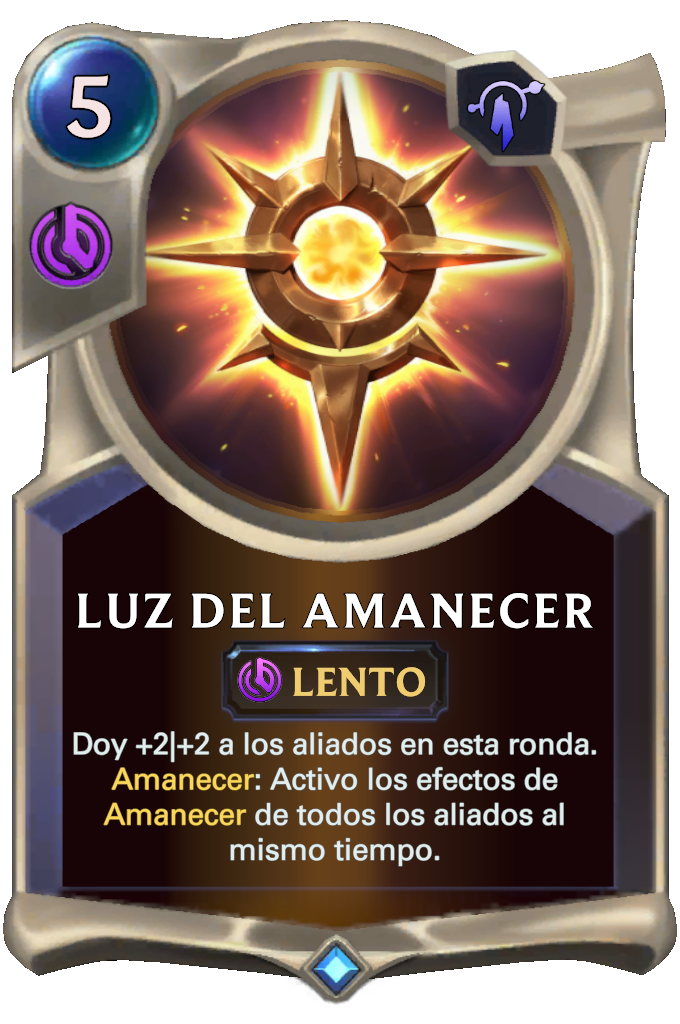 5
LUZ DEL AMANECER
LENTO
Doy +2|+2 a los aliados en esta ronda.
Amanecer: Activo los efectos de
Amanecer de todos los aliados al
mismo tiempo.